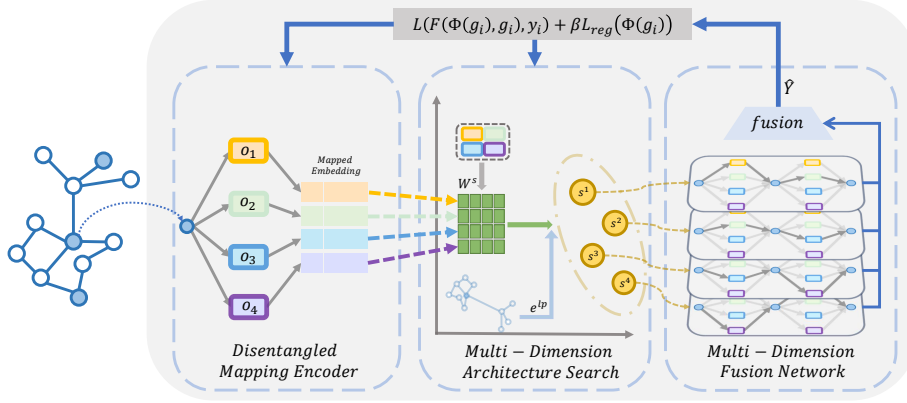 L(F(Φ(gᵢ), gᵢ), yᵢ) + βL_reg(Φ(gᵢ))
Ŷ
fusion
o₁
o₂
o₃
o₄
Mapped
Embedding
Wˢ
s¹
s²
s³
s⁴
eˡᵖ
Disentangled
Mapping Encoder
Multi − Dimension
Architecture Search
Multi − Dimension
Fusion Network